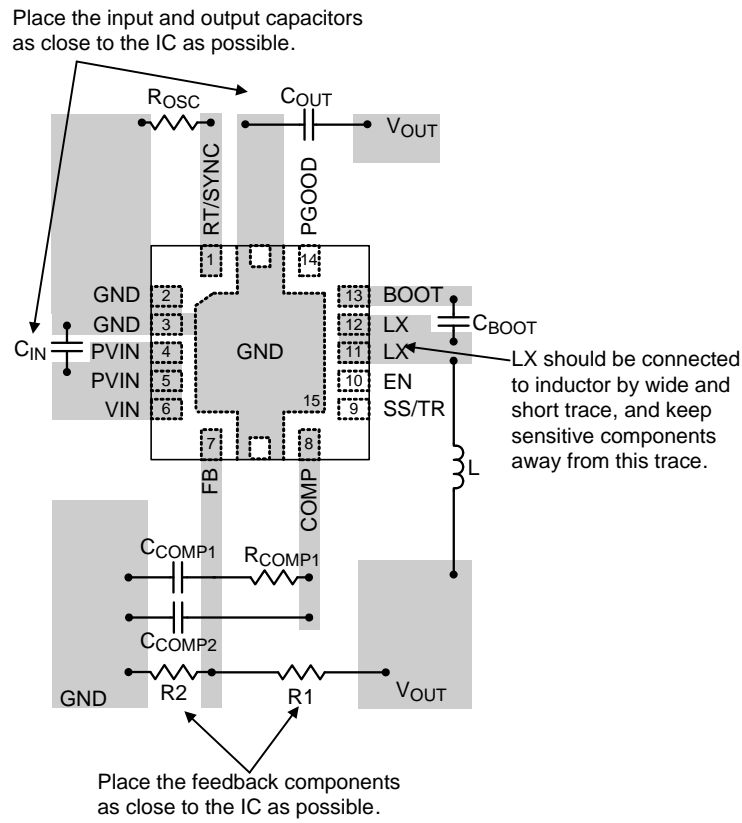 Place the input and output capacitors
as close to the IC as possible.
ROSC
COUT
VOUT
RT/SYNC
PGOOD
1
14
GND 2
13 BOOT
GND 3
12 LX
CBOOT
CIN
PVIN 4
GND
11 LX
PVIN 5
10 EN
VIN 6
15
9 SS/TR
LX should be connected
to inductor by wide and
short trace, and keep
sensitive components
away from this trace.
7
8
FB
COMP
L
CCOMP1
RCOMP1
CCOMP2
GND
R2
R1
VOUT
Place the feedback components
as close to the IC as possible.